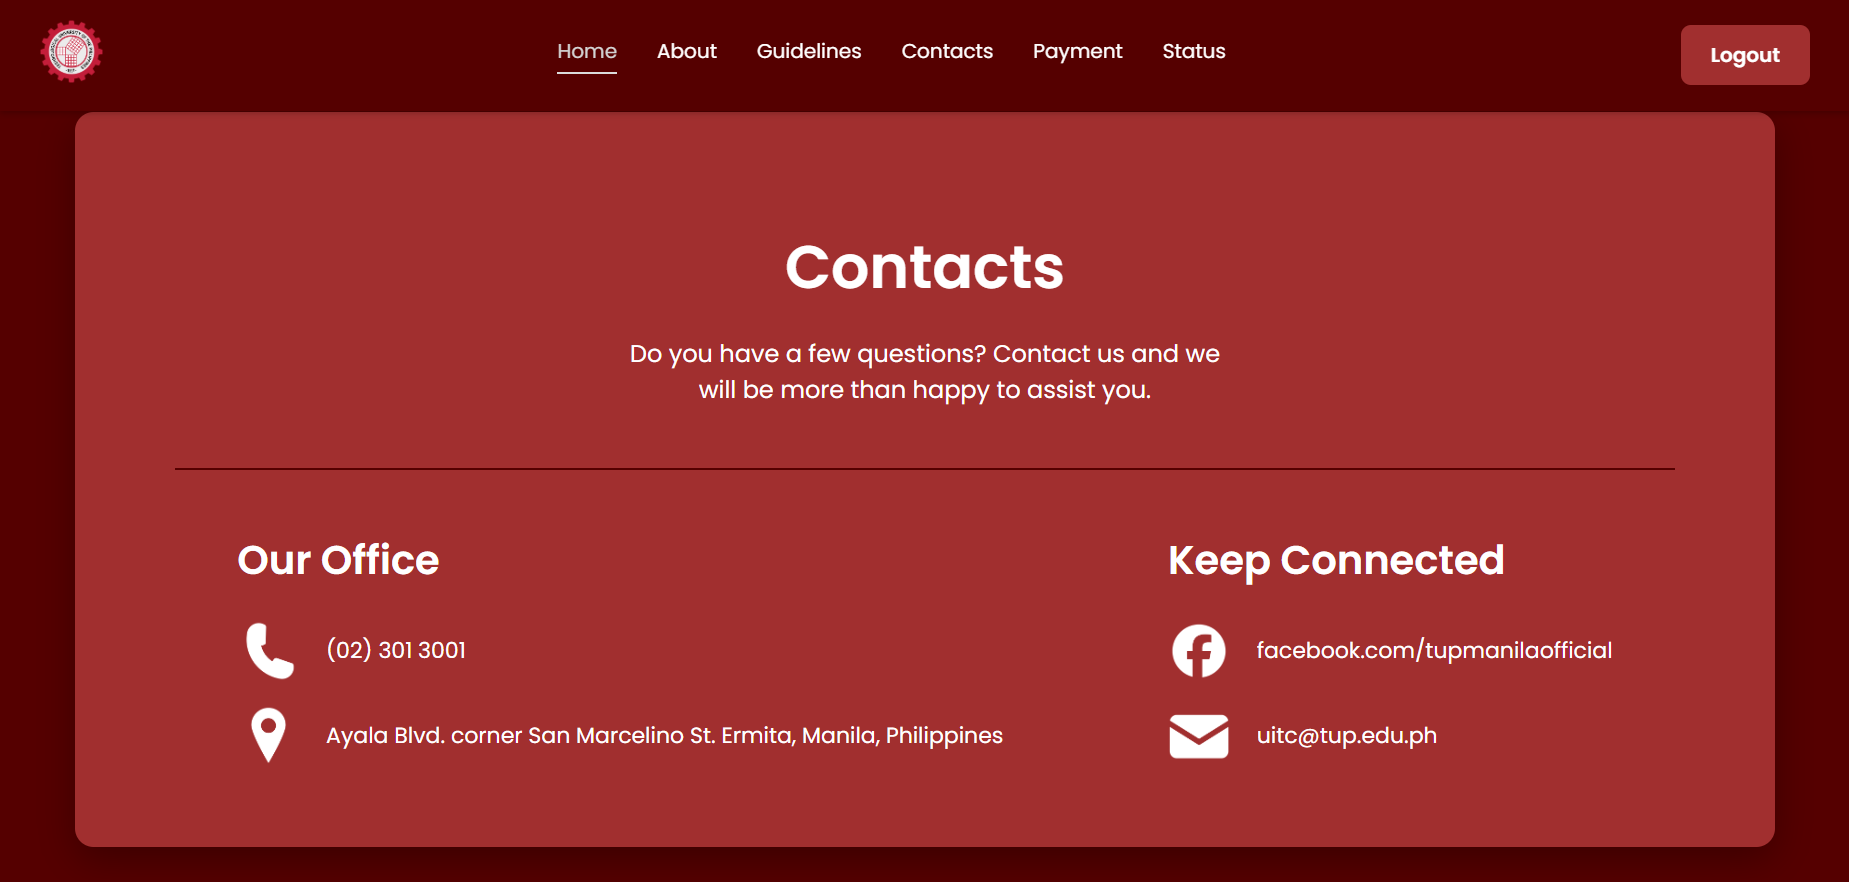 Home About Guidelines Contacts Payment Status
Logout
Contacts
Do you have a few questions? Contact us and we
will be more than happy to assist you.
Our Office
(02) 301 3001
Ayala Blvd. corner San Marcelino St. Ermita, Manila, Philippines
Keep Connected
facebook.com/tupmanilaofficial
uitc@tup.edu.ph